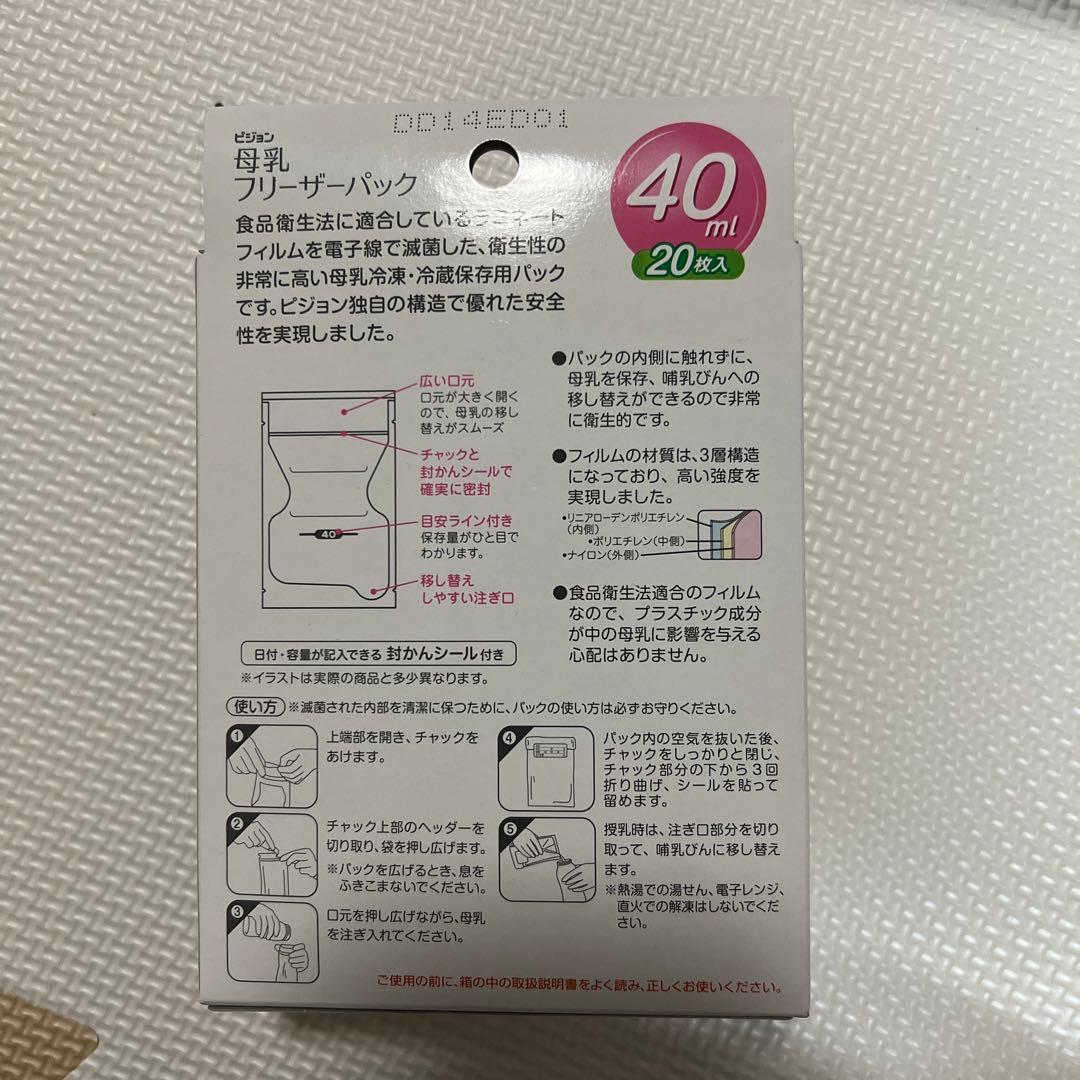 DD14ED01
ピジョン
母乳
フリーザーパック
40
ml
20枚入
食品衛生法に適合しているラミネート
フィルムを電子線で滅菌した、衛生性の
非常に高い母乳冷凍・冷蔵保存用パック
です。ピジョン独自の構造で優れた安全
性を実現しました。
広い口元
口元が大きく開く
ので、母乳の移し
替えがスムーズ
チャックと
封かんシールで
確実に密封
目安ライン付き
保存量がひと目で
わかります。
40
移し替え
しやすい注ぎ口
日付・容量が記入できる 封かんシール付き
※イラストは実際の商品と多少異なります。
●パックの内側に触れずに、
母乳を保存、哺乳びんへの
移し替えができるので非常
に衛生的です。
●フィルムの材質は、3層構造
になっており、高い強度を
実現しました。
•リニアローデンポリエチレン
(内側)
•ポリエチレン(中側)
•ナイロン(外側)
●食品衛生法適合のフィルム
なので、プラスチック成分
が中の母乳に影響を与える
心配はありません。
使い方 ※滅菌された内部を清潔に保つために、パックの使い方は必ずお守りください。
1
上端部を開き、チャックを
あけます。
2
チャック上部のヘッダーを
切り取り、袋を押し広げます。
※パックを広げるとき、息を
ふきこまないでください。
3
口元を押し広げながら、母乳
を注ぎ入れてください。
4
パック内の空気を抜いた後、
チャックをしっかりと閉じ、
チャック部分の下から3回
折り曲げ、シールを貼って
留めます。
5
授乳時は、注ぎ口部分を切り
取って、哺乳びんに移し替え
ます。
※熱湯での湯せん、電子レンジ、
直火での解凍はしないでくだ
さい。
ご使用の前に、箱の中の取扱説明書をよく読み、正しくお使いください。